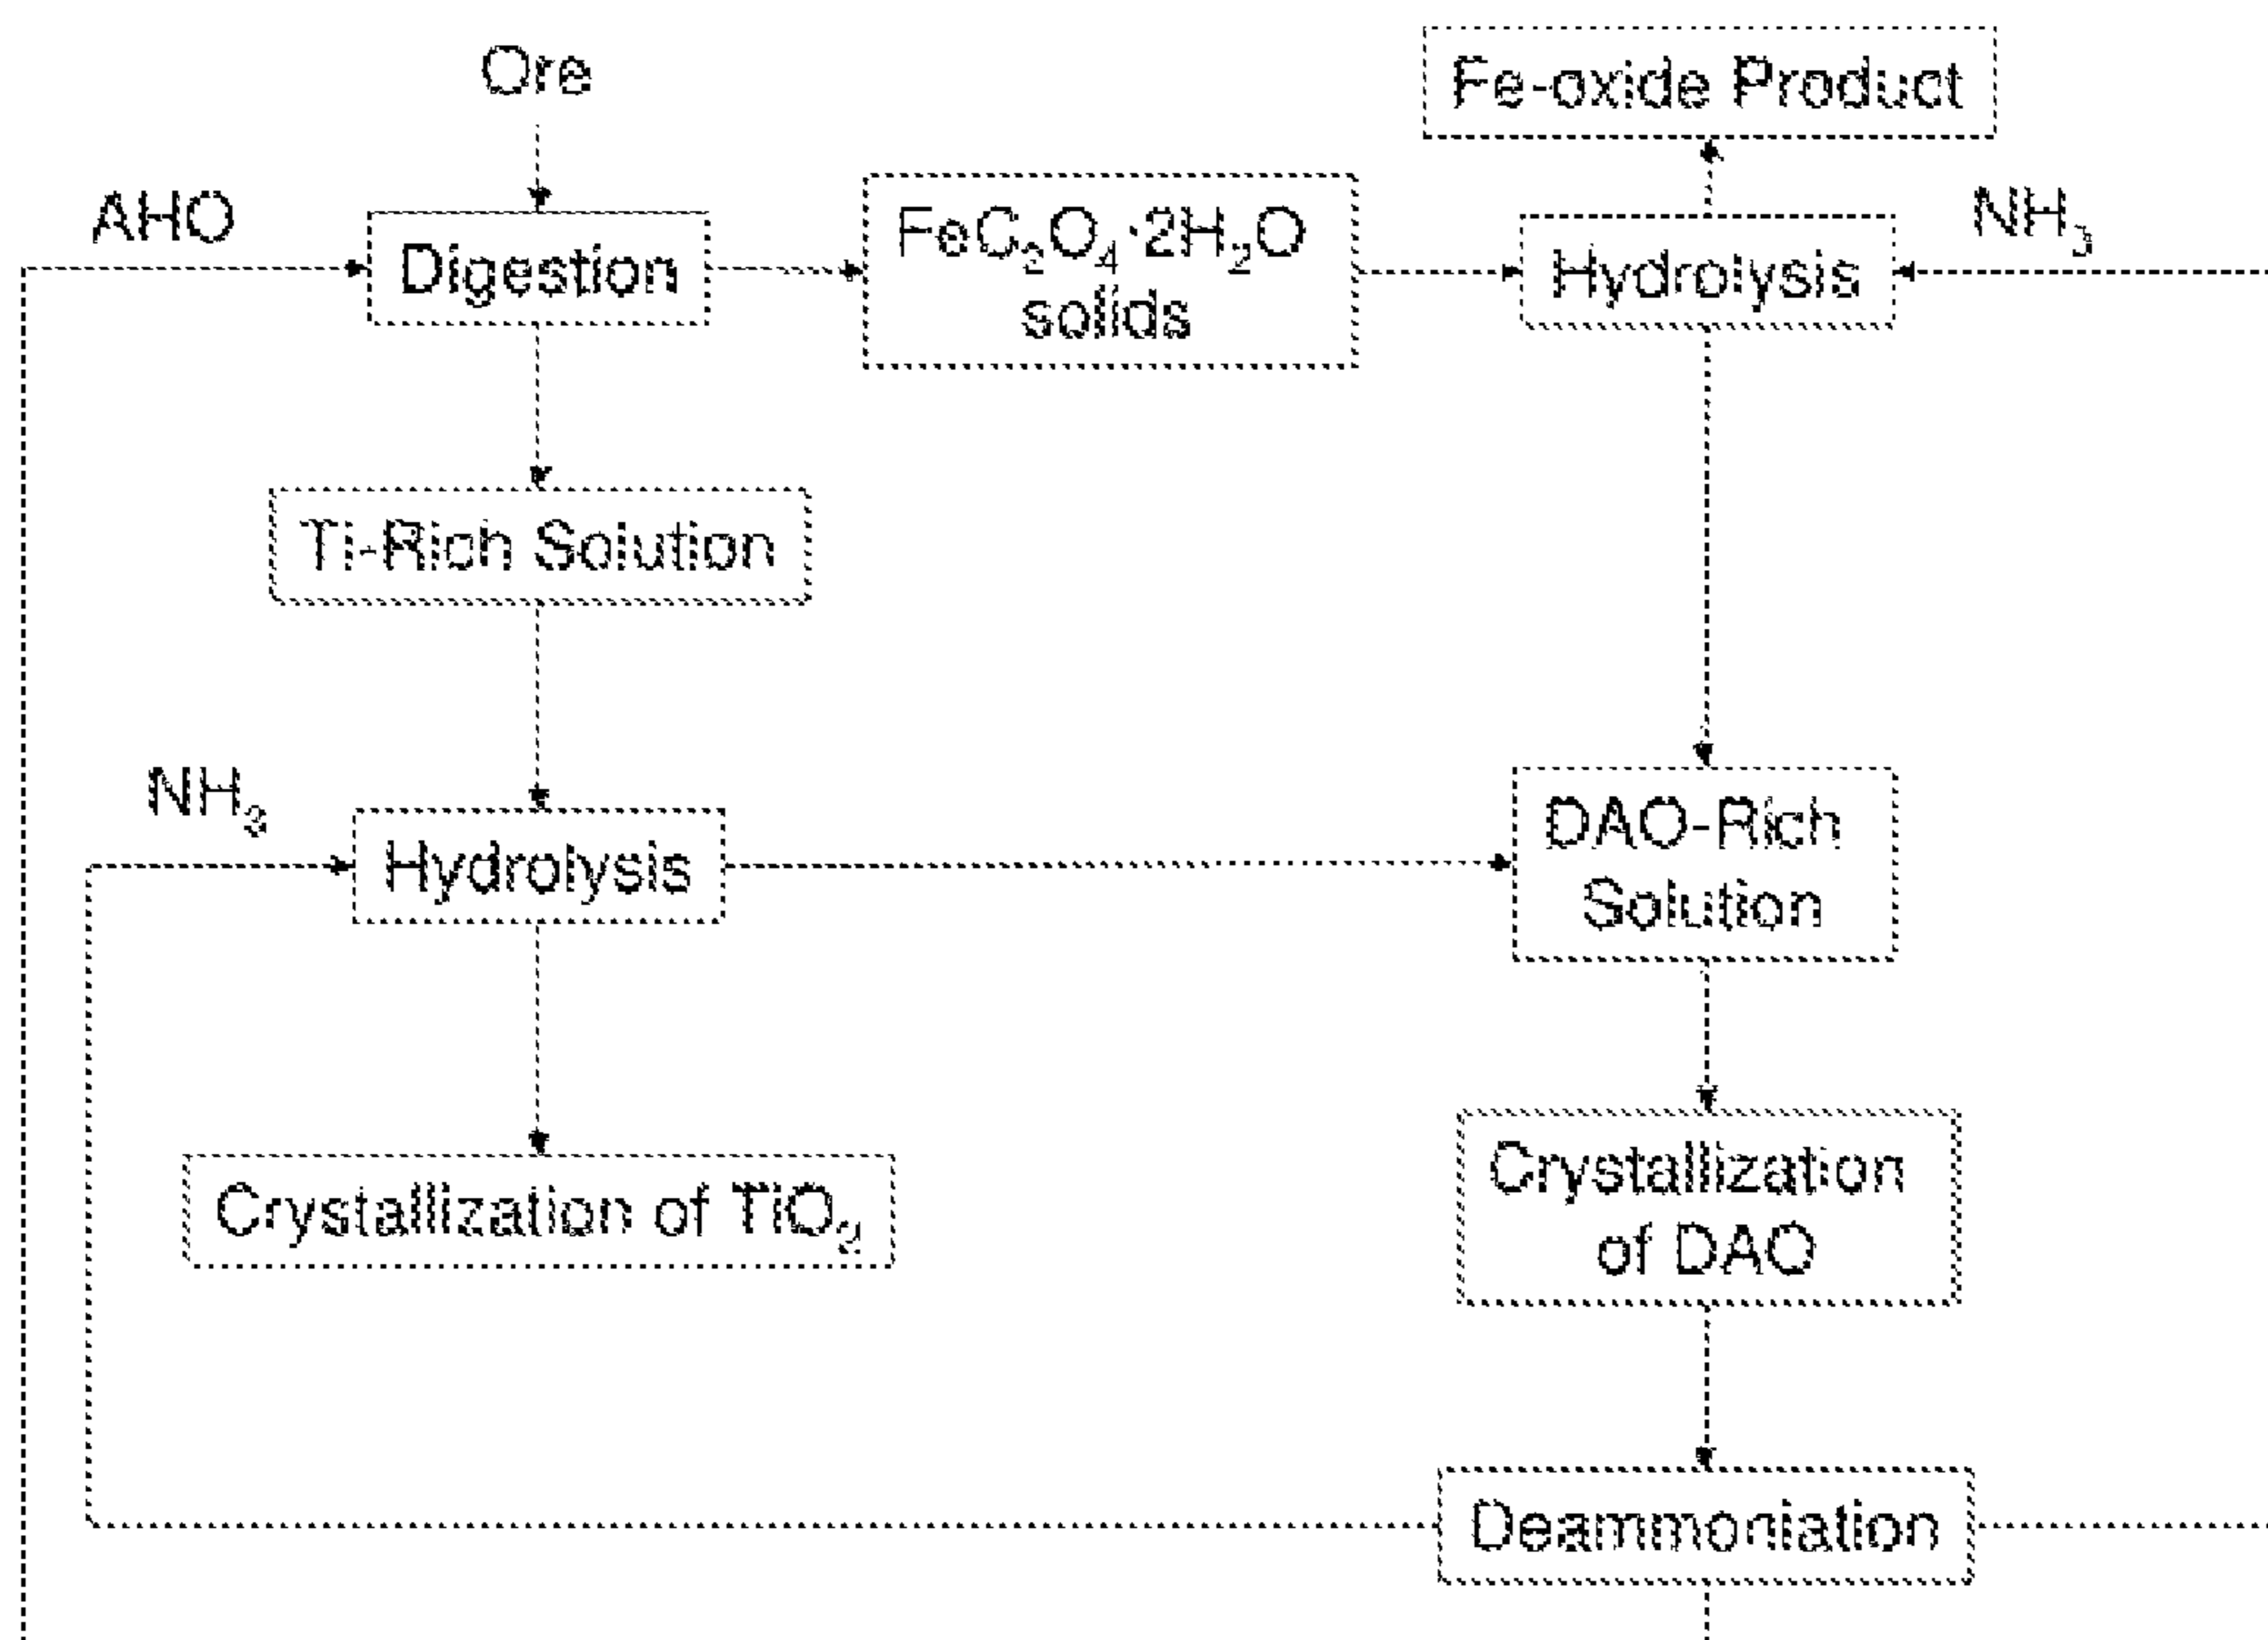 Ore
Fe-oxide Product
AHO
Digestion
FeC₂O₄·2H₂O
solids
Hydrolysis
NH₃
Ti-Rich Solution
NH₃
Hydrolysis
DAO-Rich
Solution
Crystallization of TiO₂
Crystallization
of DAO
Deammoniation